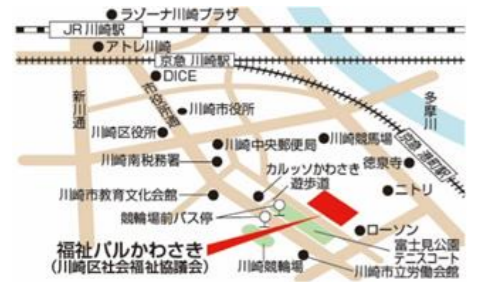 ラゾーナ川崎プラザ
JR川崎駅
アトレ川崎
京急 川崎駅
DICE
新川通
市役所通
多摩川
川崎市役所
川崎区役所
川崎中央郵便局
川崎競馬場
京急 港町駅
川崎南税務署
カルッツかわさき
徳泉寺
遊歩道
川崎市教育文化会館
ニトリ
競輪場前バス停
ローソン
福祉パルかわさき
(川崎区社会福祉協議会)
富士見公園
テニスコート
川崎競輪場
川崎市立労働会館